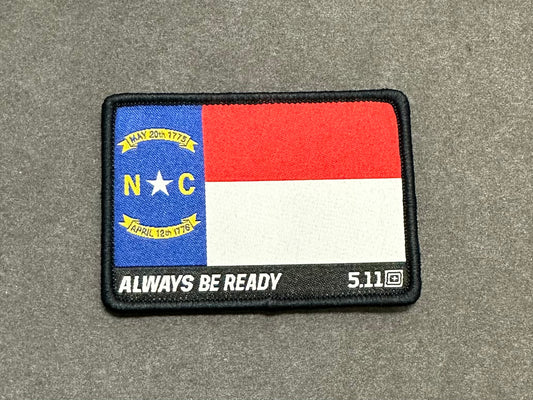 MAY 20th 1775
N C
APRIL 12th 1776
ALWAYS BE READY 5.11